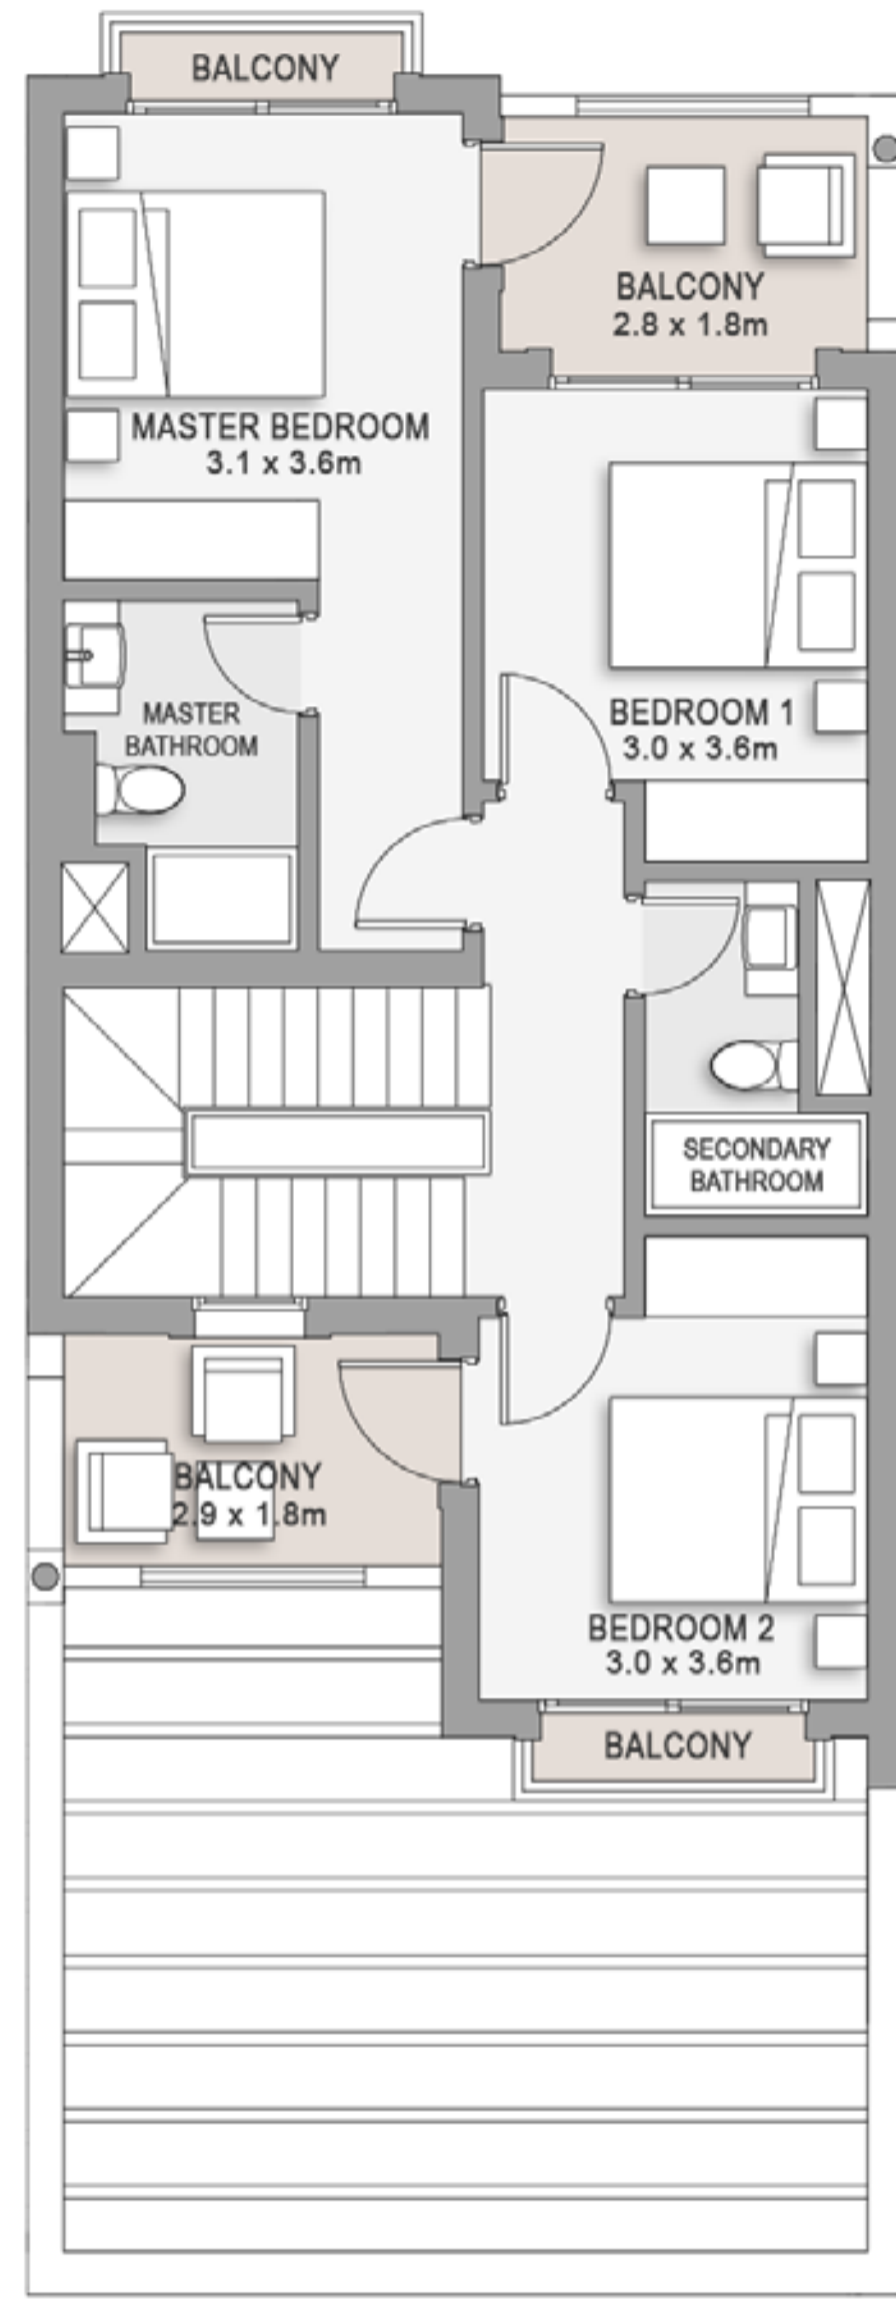 BALCONY
BALCONY
2.8 x 1.8m
MASTER BEDROOM
3.1 x 3.6m
BEDROOM 1
3.0 x 3.6m
MASTER
BATHROOM
SECONDARY
BATHROOM
BALCONY
2.9 x 1.8m
BEDROOM 2
3.0 x 3.6m
BALCONY